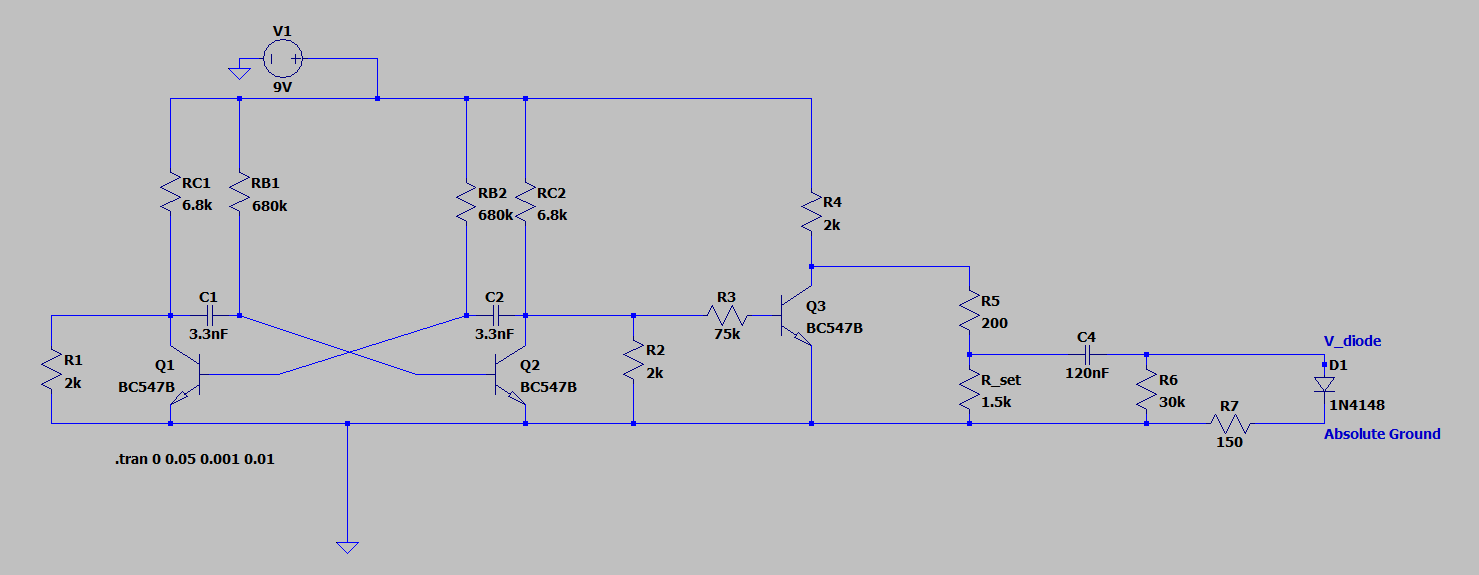 V1
9V
RC1
6.8k
RB1
680k
RB2
680k
RC2
6.8k
R4
2k
C1
3.3nF
C2
3.3nF
R1
2k
Q1
BC547B
Q2
BC547B
R2
2k
R3
75k
Q3
BC547B
R5
200
R_set
1.5k
C4
120nF
R6
30k
R7
150
V_diode
D1
1N4148
Absolute Ground
.tran 0 0.05 0.001 0.01